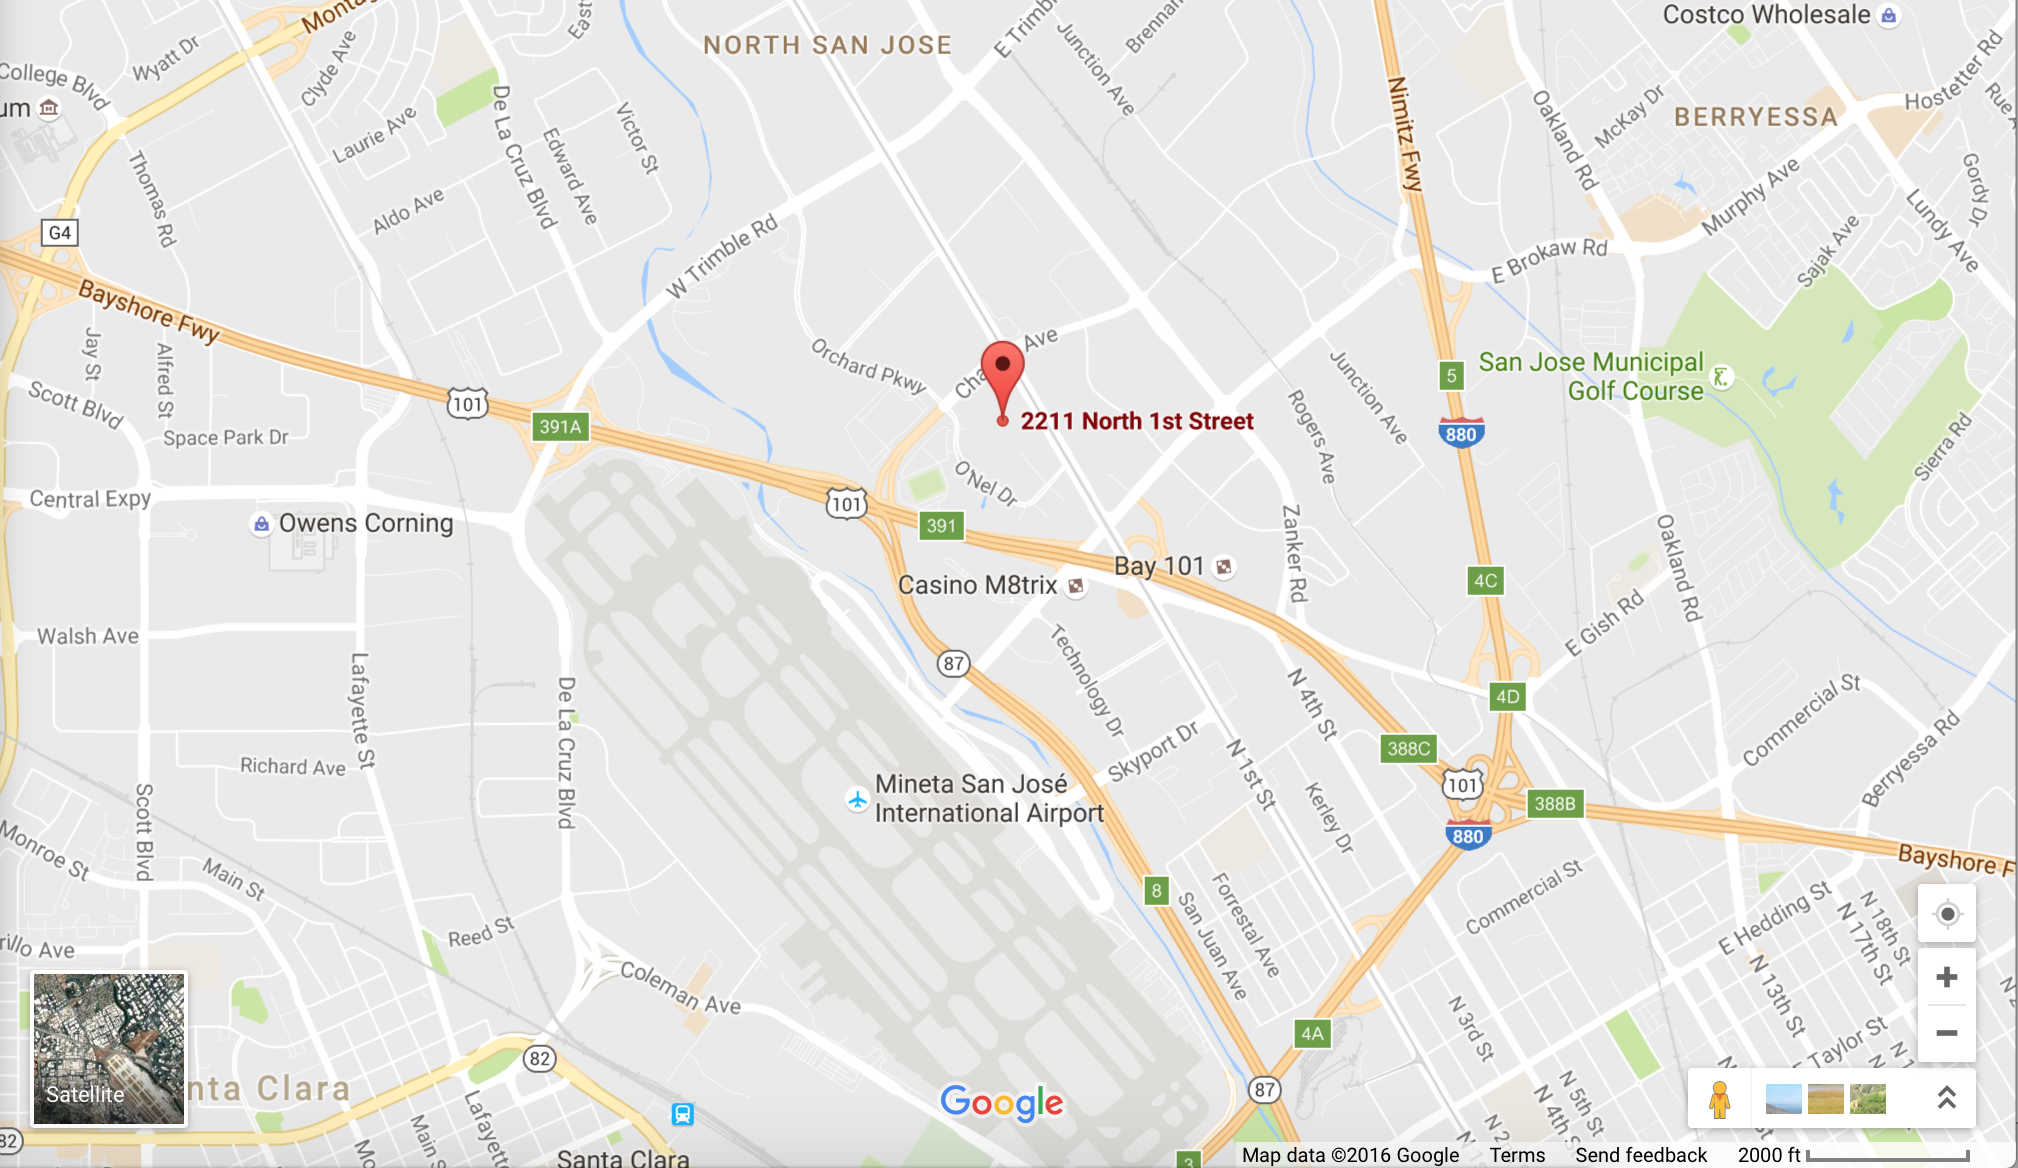 Costco Wholesale
NORTH SAN JOSE
BERRYESSA
College Blvd
Wyatt Dr
Clyde Ave
Laurie Ave
Aldo Ave
Thomas Rd
De La Cruz Blvd
Edward Ave
Victor St
E Trimb
Junction Ave
Brennan
Nimitz Fwy
Oakland Rd
McKay Dr
Hostetter Rd
Rue A
Gordy Dr
Lundy Ave
Murphy Ave
Sajak Ave
E Brokaw Rd
um
G4
Bayshore Fwy
W Trimble Rd
Jay St
Alfred St
Scott Blvd
Space Park Dr
101
391A
Orchard Pkwy
Cha
Ave
2211 North 1st Street
O'Nel Dr
Rogers Ave
Junction Ave
5
880
San Jose Municipal
Golf Course
Sierra Rd
Central Expy
Owens Corning
101
391
Casino M8trix
Bay 101
Zanker Rd
4C
Oakland Rd
E Gish Rd
Walsh Ave
Lafayette St
De La Cruz Blvd
87
Technology Dr
Skyport Dr
N 1st St
N 4th St
Kerley Dr
4D
388C
101
388B
880
Commercial St
Berryessa Rd
Bayshore F
Richard Ave
Scott Blvd
Monroe St
Main St
Mineta San José
International Airport
8
San Juan Ave
Forrestal Ave
Commercial St
E Hedding St
N 18th St
N 17th St
N 13th St
Reed St
Coleman Ave
rillo Ave
Satellite
nta Clara
82
82
Lafayette
Main S
Mo
Santa Clara
Google
4A
87
3
N 3rd St
N 4th S
N 5th St
Taylor St
Map data ©2016 Google
Terms
Send feedback
2000 ft